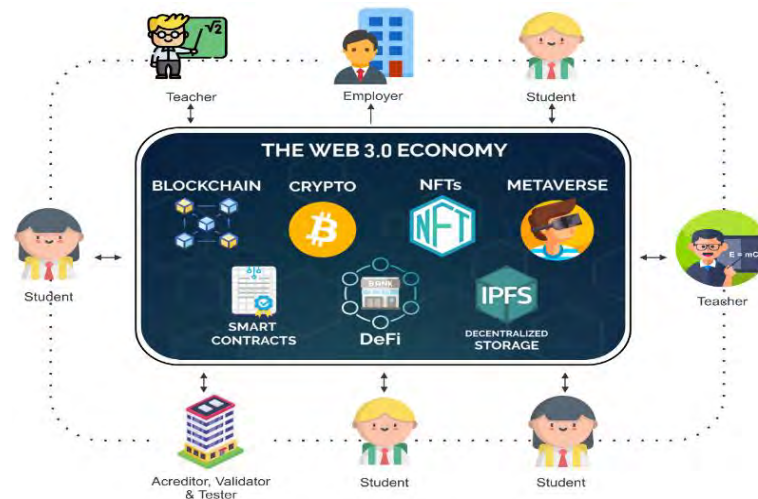 √2
Teacher
Employer
Student
THE WEB 3.0 ECONOMY
BLOCKCHAIN
CRYPTO
NFTs
METAVERSE
NFT
Student
E = mC
Teacher
BANK
IPFS
SMART
CONTRACTS
DeFi
DECENTRALIZED
STORAGE
Acreditor, Validator
& Tester
Student
Student